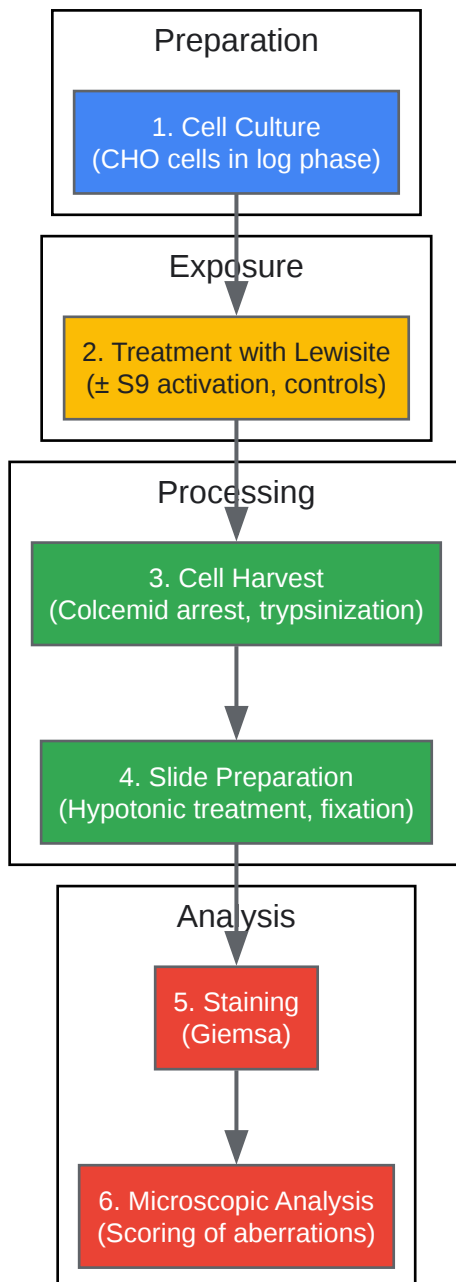 Preparation
1. Cell Culture
(CHO cells in log phase)
Exposure
2. Treatment with Lewisite
(± S9 activation, controls)
Processing
3. Cell Harvest
(Colcemid arrest, trypsinization)
4. Slide Preparation
(Hypotonic treatment, fixation)
Analysis
5. Staining
(Giemsa)
6. Microscopic Analysis
(Scoring of aberrations)